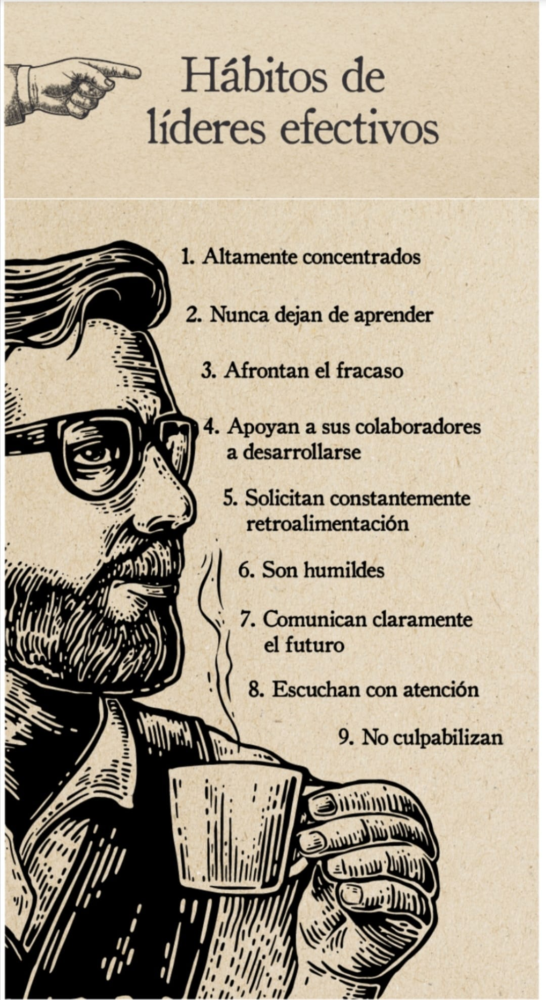 Hábitos de
líderes efectivos
1. Altamente concentrados
2. Nunca dejan de aprender
3. Afrontan el fracaso
4. Apoyan a sus colaboradores
a desarrollarse
5. Solicitan constantemente
retroalimentación
6. Son humildes
7. Comunican claramente
el futuro
8. Escuchan con atención
9. No culpabilizan